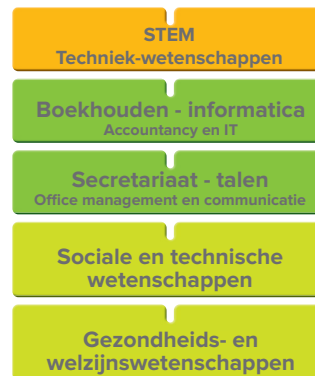 STEM
Techniek-wetenschappen
Boekhouden - informatica
Accountancy en IT
Secretariaat - talen
Office management en communicatie
Sociale en technische
wetenschappen
Gezondheids- en
welzijnswetenschappen